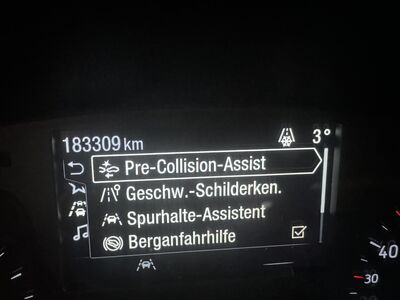 183309 km
3°
Pre-Collision-Assist
Geschw.-Schilderken.
Spurhalte-Assistent
Berganfahrhilfe
40
30